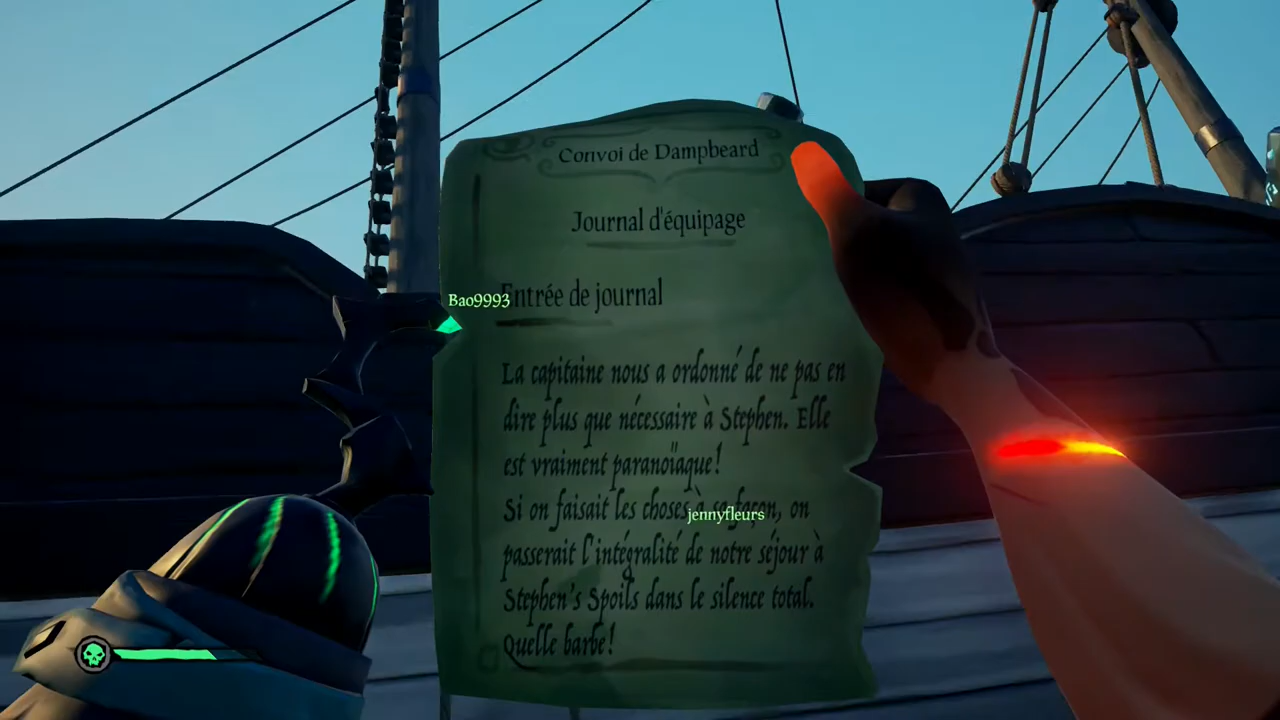 Convoi de Dampbeard
Journal d'équipage
Entrée de journal
Bao9993
La capitaine nous a ordonné de ne pas en
dire plus que nécessaire à Stephen. Elle
est vraiment paranoïaque!
Si on faisait les choses à sa façon, on
jennyfleurs
passerait l'intégralité de notre séjour à
Stephen's Spoils dans le silence total.
Quelle barbe!